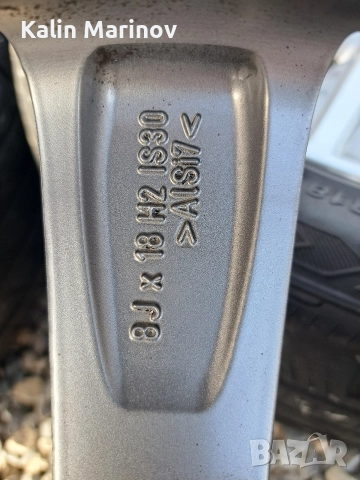 Kalin Marinov
8J x 18 H2 IS30
>AlSi7<
BAZAR